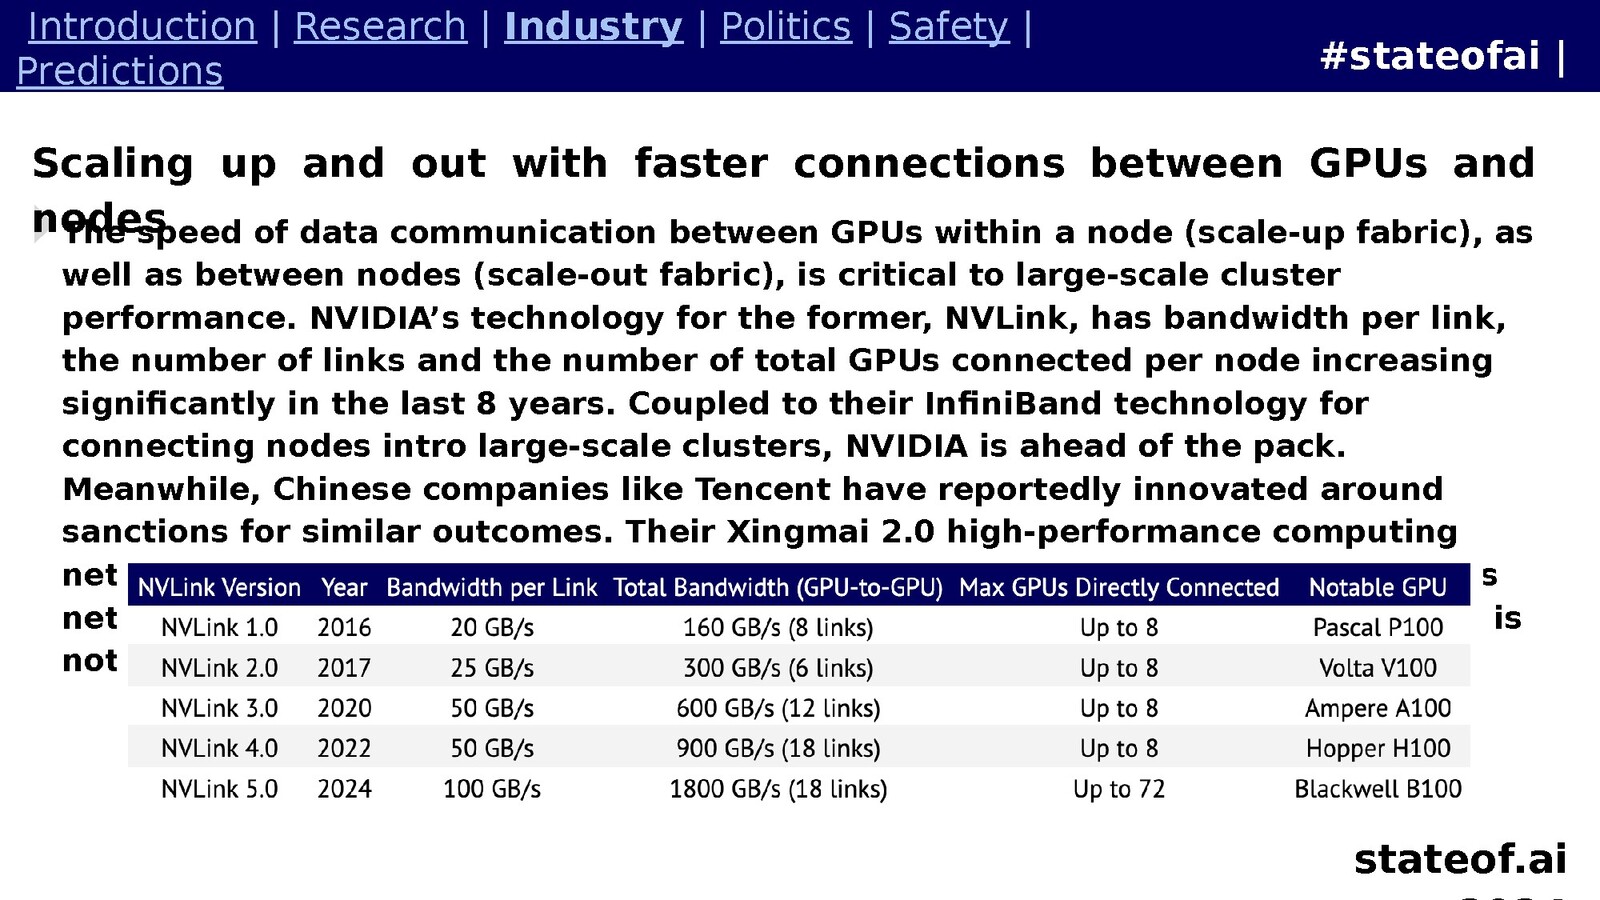 Introduction | Research | Industry | Politics | Safety |
Predictions
#stateofai |
Scaling up and out with faster connections between GPUs and
nodes
The speed of data communication between GPUs within a node (scale-up fabric), as
well as between nodes (scale-out fabric), is critical to large-scale cluster
performance. NVIDIA’s technology for the former, NVLink, has bandwidth per link,
the number of links and the number of total GPUs connected per node increasing
significantly in the last 8 years. Coupled to their InfiniBand technology for
connecting nodes intro large-scale clusters, NVIDIA is ahead of the pack.
Meanwhile, Chinese companies like Tencent have reportedly innovated around
sanctions for similar outcomes. Their Xingmai 2.0 high-performance computing
net s
net is
not
NVLink Version Year Bandwidth per Link Total Bandwidth (GPU-to-GPU) Max GPUs Directly Connected Notable GPU
NVLink 1.0 2016 20 GB/s 160 GB/s (8 links) Up to 8 Pascal P100
NVLink 2.0 2017 25 GB/s 300 GB/s (6 links) Up to 8 Volta V100
NVLink 3.0 2020 50 GB/s 600 GB/s (12 links) Up to 8 Ampere A100
NVLink 4.0 2022 50 GB/s 900 GB/s (18 links) Up to 8 Hopper H100
NVLink 5.0 2024 100 GB/s 1800 GB/s (18 links) Up to 72 Blackwell B100
stateof.ai